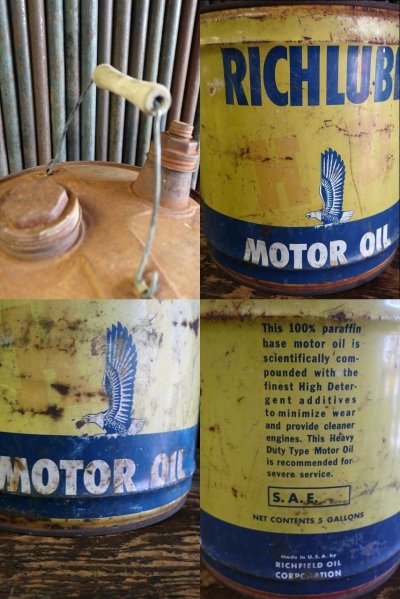 RICHLUBE
MOTOR OIL
MOTOR OIL
This 100% paraffin
base motor oil is
scientifically com-
pounded with the
finest High Deter-
gent additives
to minimize wear
and provide cleaner
engines. This Heavy
Duty Type Motor Oil
is recommended for
severe service.
S.A.E.
NET CONTENTS 5 GALLONS
made in U.S.A. by
RICHFIELD OIL
CORPORATION